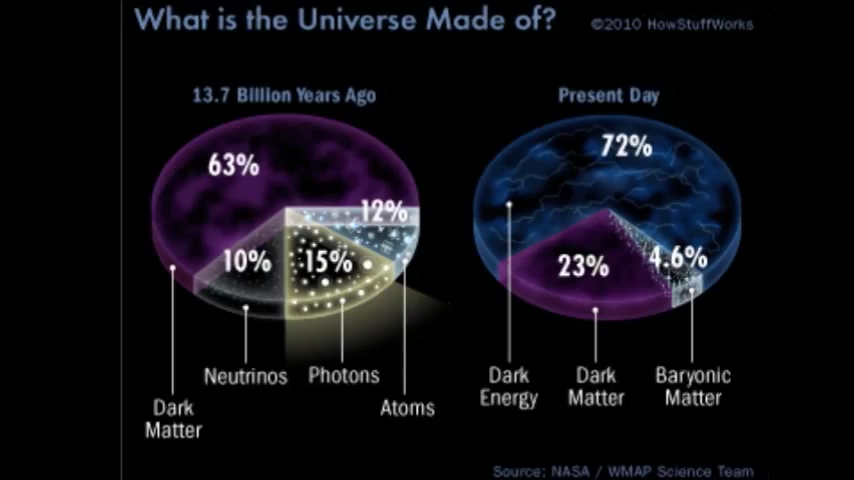 What is the Universe Made of?
©2010 HowStuffWorks
13.7 Billion Years Ago
63%
12%
10%
15%
Neutrinos
Photons
Dark
Matter
Atoms
Present Day
72%
23%
4.6%
Dark
Energy
Dark
Matter
Baryonic
Matter
Source: NASA / WMAP Science Team